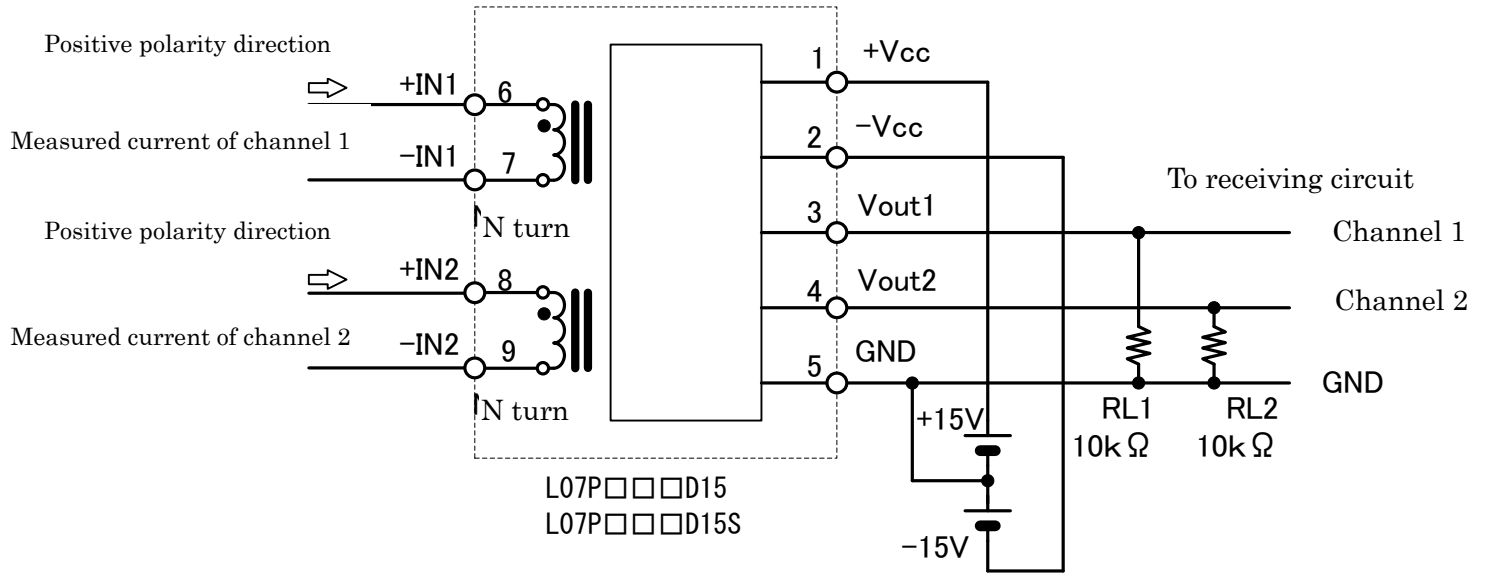 Positive polarity direction
+IN1
6
Measured current of channel 1
-IN1
7
N turn
Positive polarity direction
+IN2
8
Measured current of channel 2
-IN2
9
N turn
1
+Vcc
2
-Vcc
3
Vout1
4
Vout2
5
GND
To receiving circuit
Channel 1
Channel 2
GND
RL1
10kΩ
RL2
10kΩ
+15V
-15V
L07P□□□D15
L07P□□□D15S